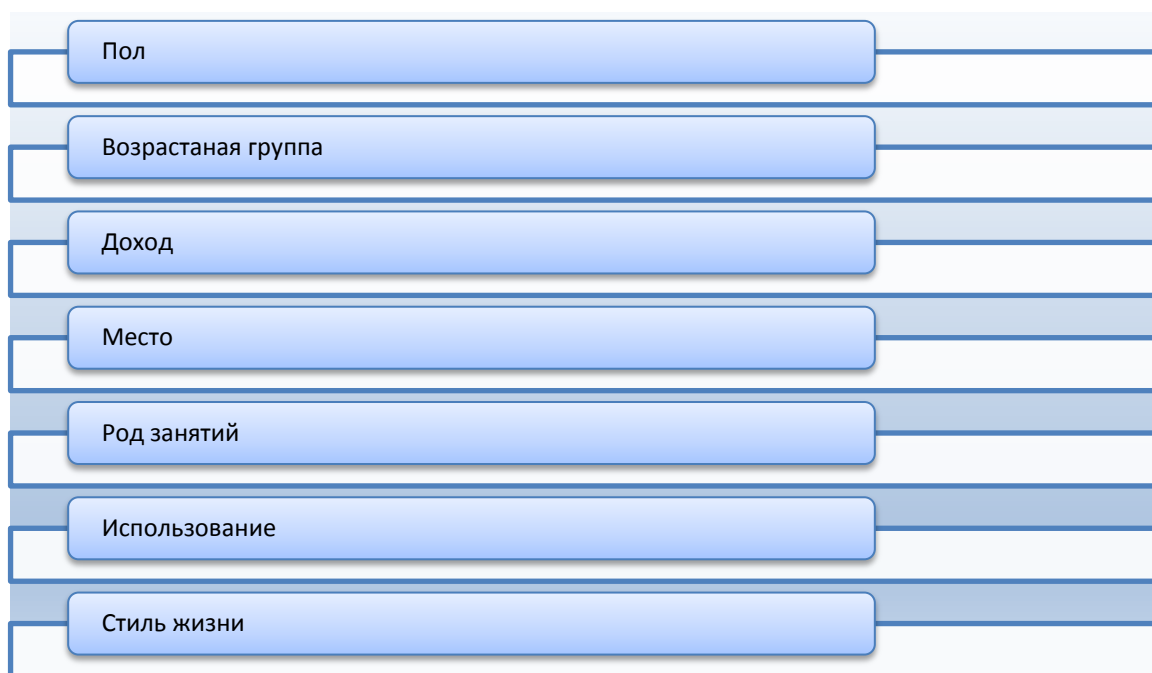 Пол
Возрастаная группа
Доход
Место
Род занятий
Использование
Стиль жизни